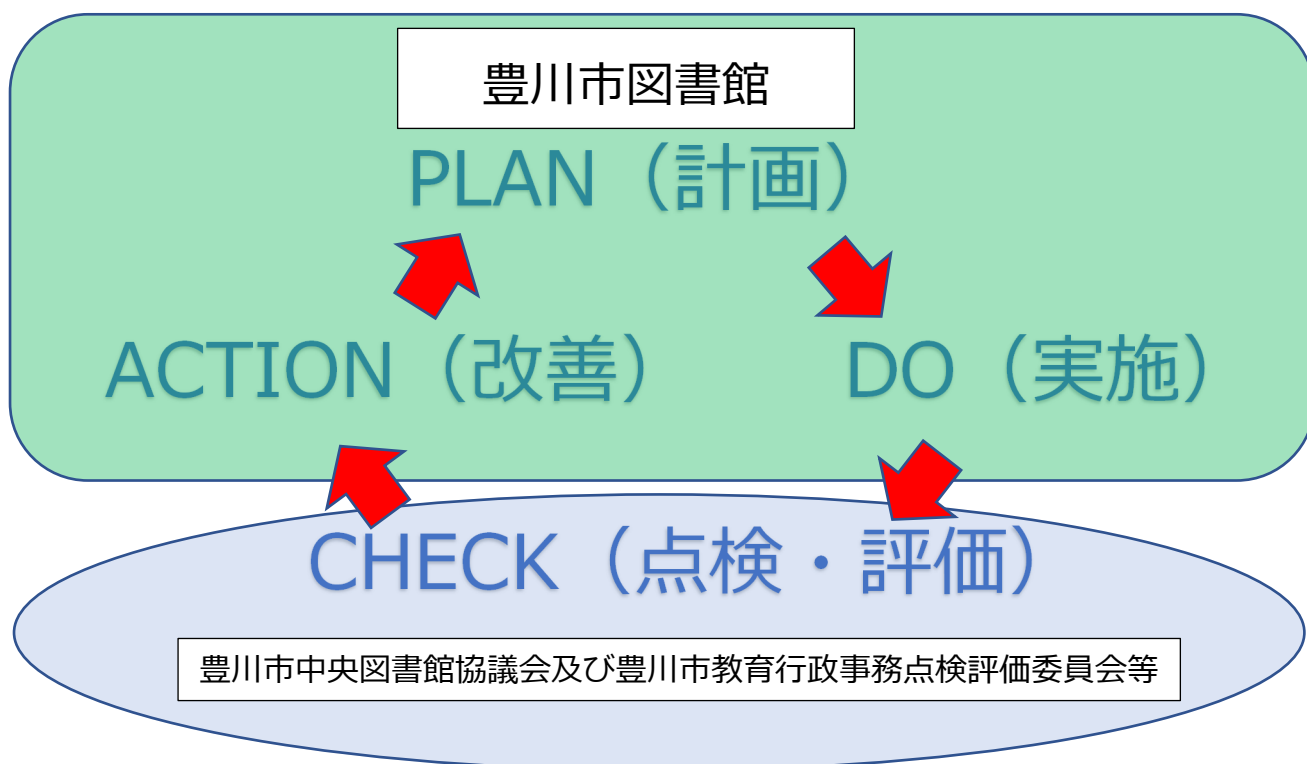 豊川市図書館
PLAN（計画）
ACTION（改善）
DO（実施）
CHECK（点検・評価）
豊川市中央図書館協議会及び豊川市教育行政事務点検評価委員会等